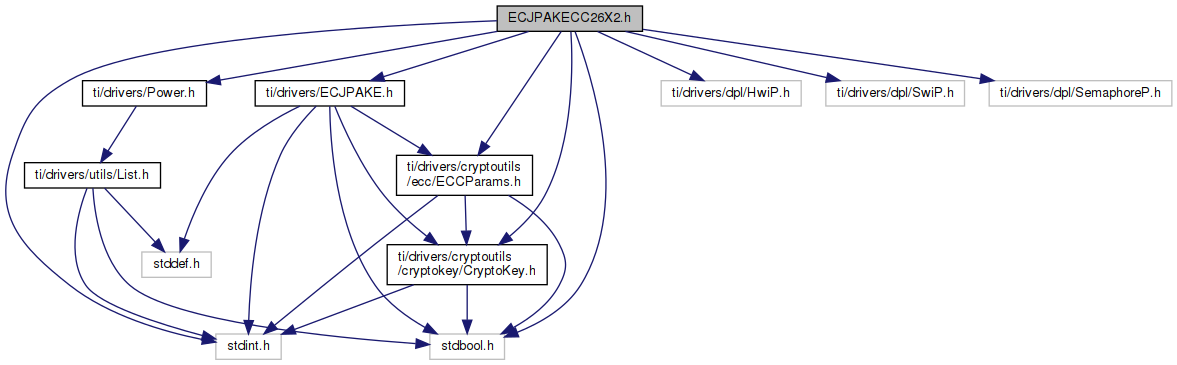 ECJPAKECC26X2.h
ti/drivers/Power.h
ti/drivers/ECJPAKE.h
ti/drivers/dpl/HwiP.h
ti/drivers/dpl/SwiP.h
ti/drivers/dpl/SemaphoreP.h
ti/drivers/utils/List.h
ti/drivers/cryptoutils
/ecc/ECCParams.h
stddef.h
ti/drivers/cryptoutils
/cryptokey/CryptoKey.h
stdint.h
stdbool.h